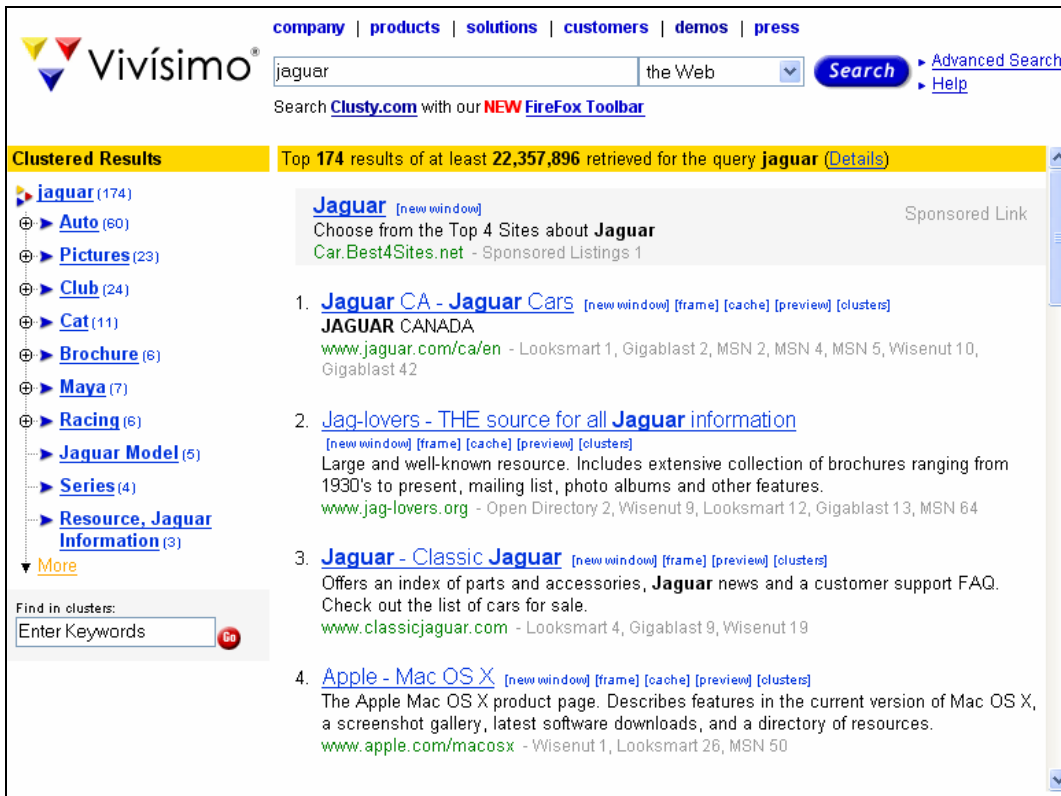 company | products | solutions | customers | demos | press
Vivísimo®
jaguar
the Web
Search
Advanced Search
Help
Search Clusty.com with our NEW FireFox Toolbar
Clustered Results
jaguar (174)
Auto (60)
Pictures (23)
Club (24)
Cat (11)
Brochure (6)
Maya (7)
Racing (6)
Jaguar Model (5)
Series (4)
Resource, Jaguar
Information (3)
More
Find in clusters:
Enter Keywords
Go
Top 174 results of at least 22,357,896 retrieved for the query jaguar (Details)
Jaguar [new window]
Sponsored Link
Choose from the Top 4 Sites about Jaguar
Car.Best4Sites.net - Sponsored Listings 1
1. Jaguar CA - Jaguar Cars [new window] [frame] [cache] [preview] [clusters]
JAGUAR CANADA
www.jaguar.com/ca/en - Looksmart 1, Gigablast 2, MSN 2, MSN 4, MSN 5, Wisenut 10,
Gigablast 42
2. Jag-lovers - THE source for all Jaguar information
[new window] [frame] [cache] [preview] [clusters]
Large and well-known resource. Includes extensive collection of brochures ranging from
1930's to present, mailing list, photo albums and other features.
www.jag-lovers.org - Open Directory 2, Wisenut 9, Looksmart 12, Gigablast 13, MSN 64
3. Jaguar - Classic Jaguar [new window] [frame] [preview] [clusters]
Offers an index of parts and accessories, Jaguar news and a customer support FAQ.
Check out the list of cars for sale.
www.classicjaguar.com - Looksmart 4, Gigablast 9, Wisenut 19
4. Apple - Mac OS X [new window] [frame] [cache] [preview] [clusters]
The Apple Mac OS X product page. Describes features in the current version of Mac OS X,
a screenshot gallery, latest software downloads, and a directory of resources.
www.apple.com/macosx - Wisenut 1, Looksmart 26, MSN 50